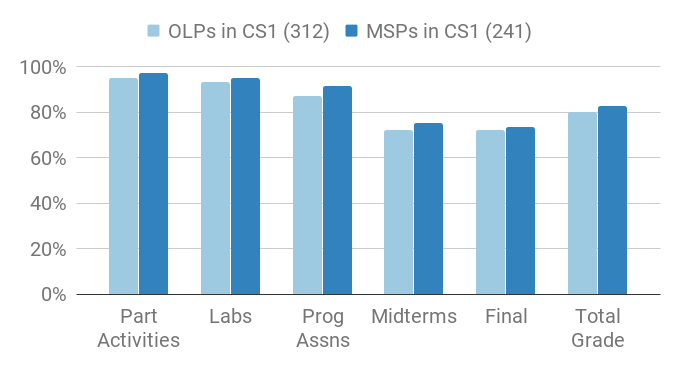 OLPs in CS1 (312) MSPs in CS1 (241)
100%
80%
60%
40%
20%
0%
Part Activities
Labs
Prog Assns
Midterms
Final
Total Grade